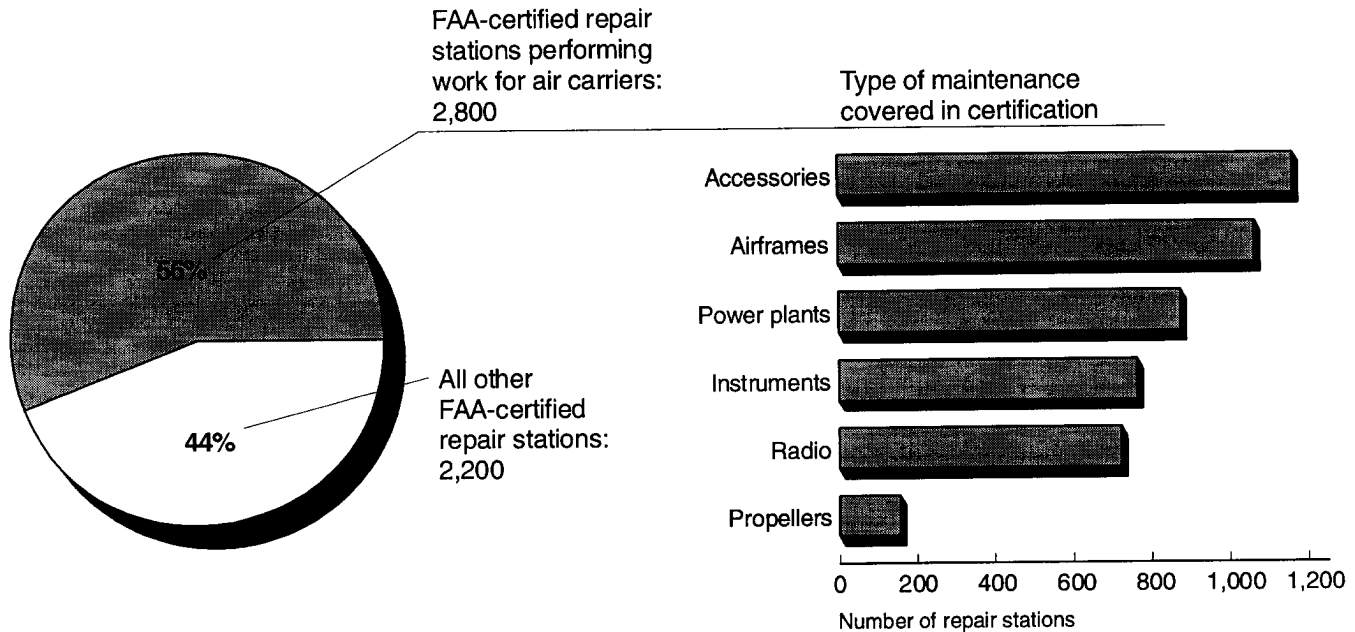 FAA-certified repair
stations performing
work for air carriers:
2,800
56%
44%
All other
FAA-certified
repair stations:
2,200
Type of maintenance
covered in certification
Accessories
Airframes
Power plants
Instruments
Radio
Propellers
0 200 400 600 800 1,000 1,200
Number of repair stations